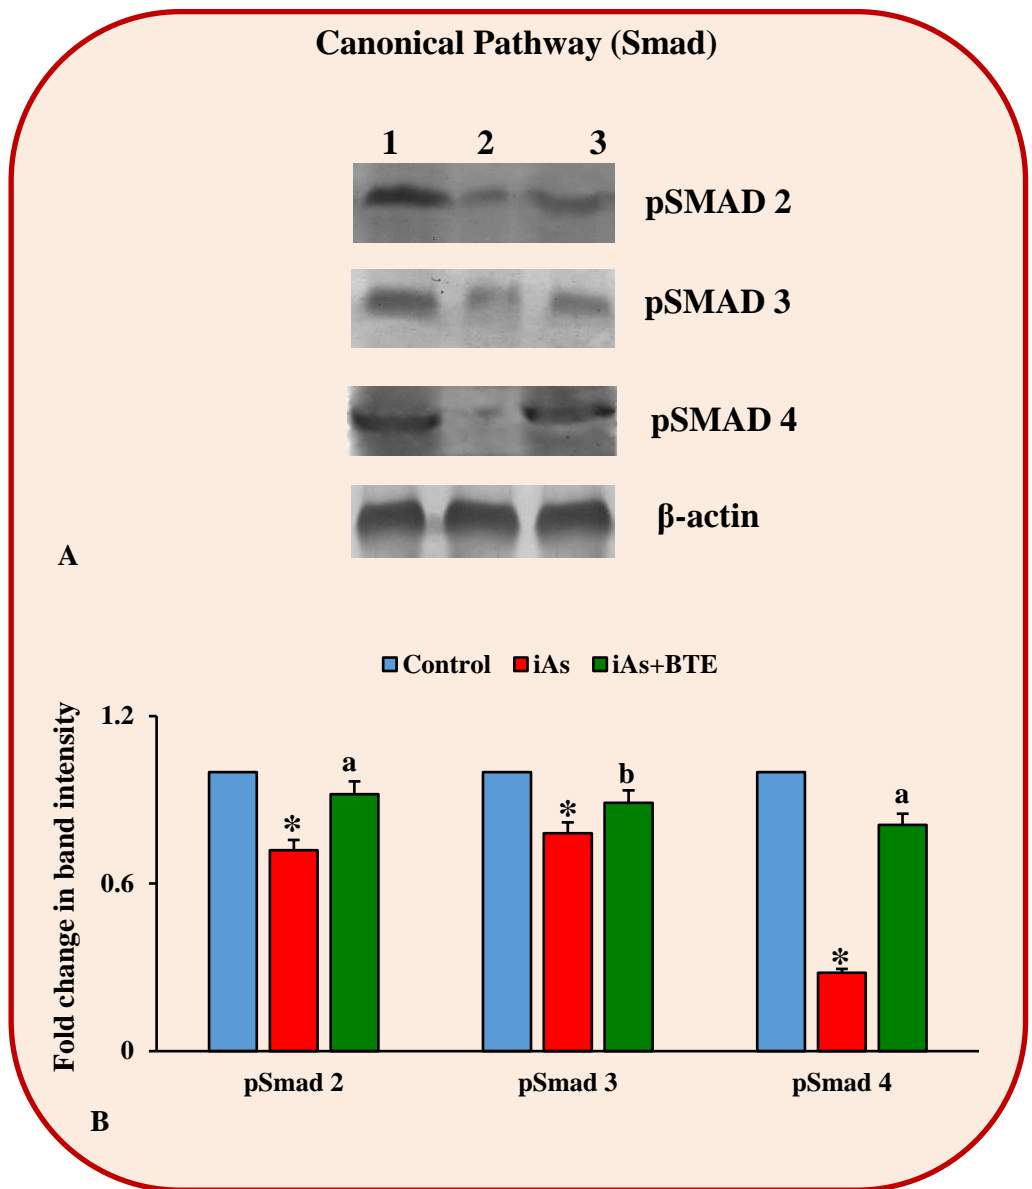 Canonical Pathway (Smad)
1 2 3
pSMAD 2
pSMAD 3
pSMAD 4
β-actin
A
Control iAs iAs+BTE
Fold change in band intensity
1.2
0.6
0
* a
* b
* a
pSmad 2 pSmad 3 pSmad 4
B